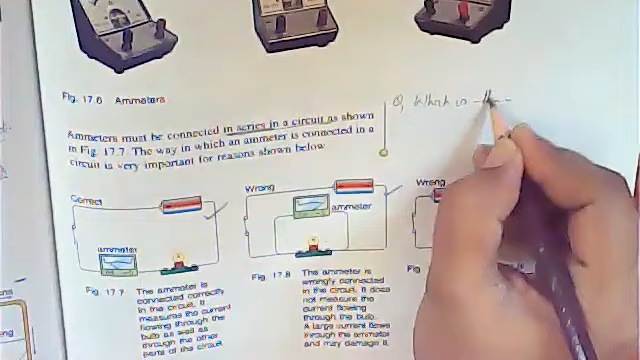 Fig. 17.6 Ammeters
Q, Which is
Ammeters must be connected in series in a circuit as shown
in Fig. 17.7. The way in which an ammeter is connected in a
circuit is very important for reasons shown below
Correct
ammeter
Fig. 17.7 The ammeter is
connected correctly
in the circuit. It
measures the current
flowing through the
bulb as well as
through the other
parts of the circuit.
Wrong
ammeter
Fig. 17.8 The ammeter is
wrongly connected
in the circuit. It does
not measure the
current flowing
through the bulb.
A large current flows
through the ammeter
and may damage it.
Wrong
Fig